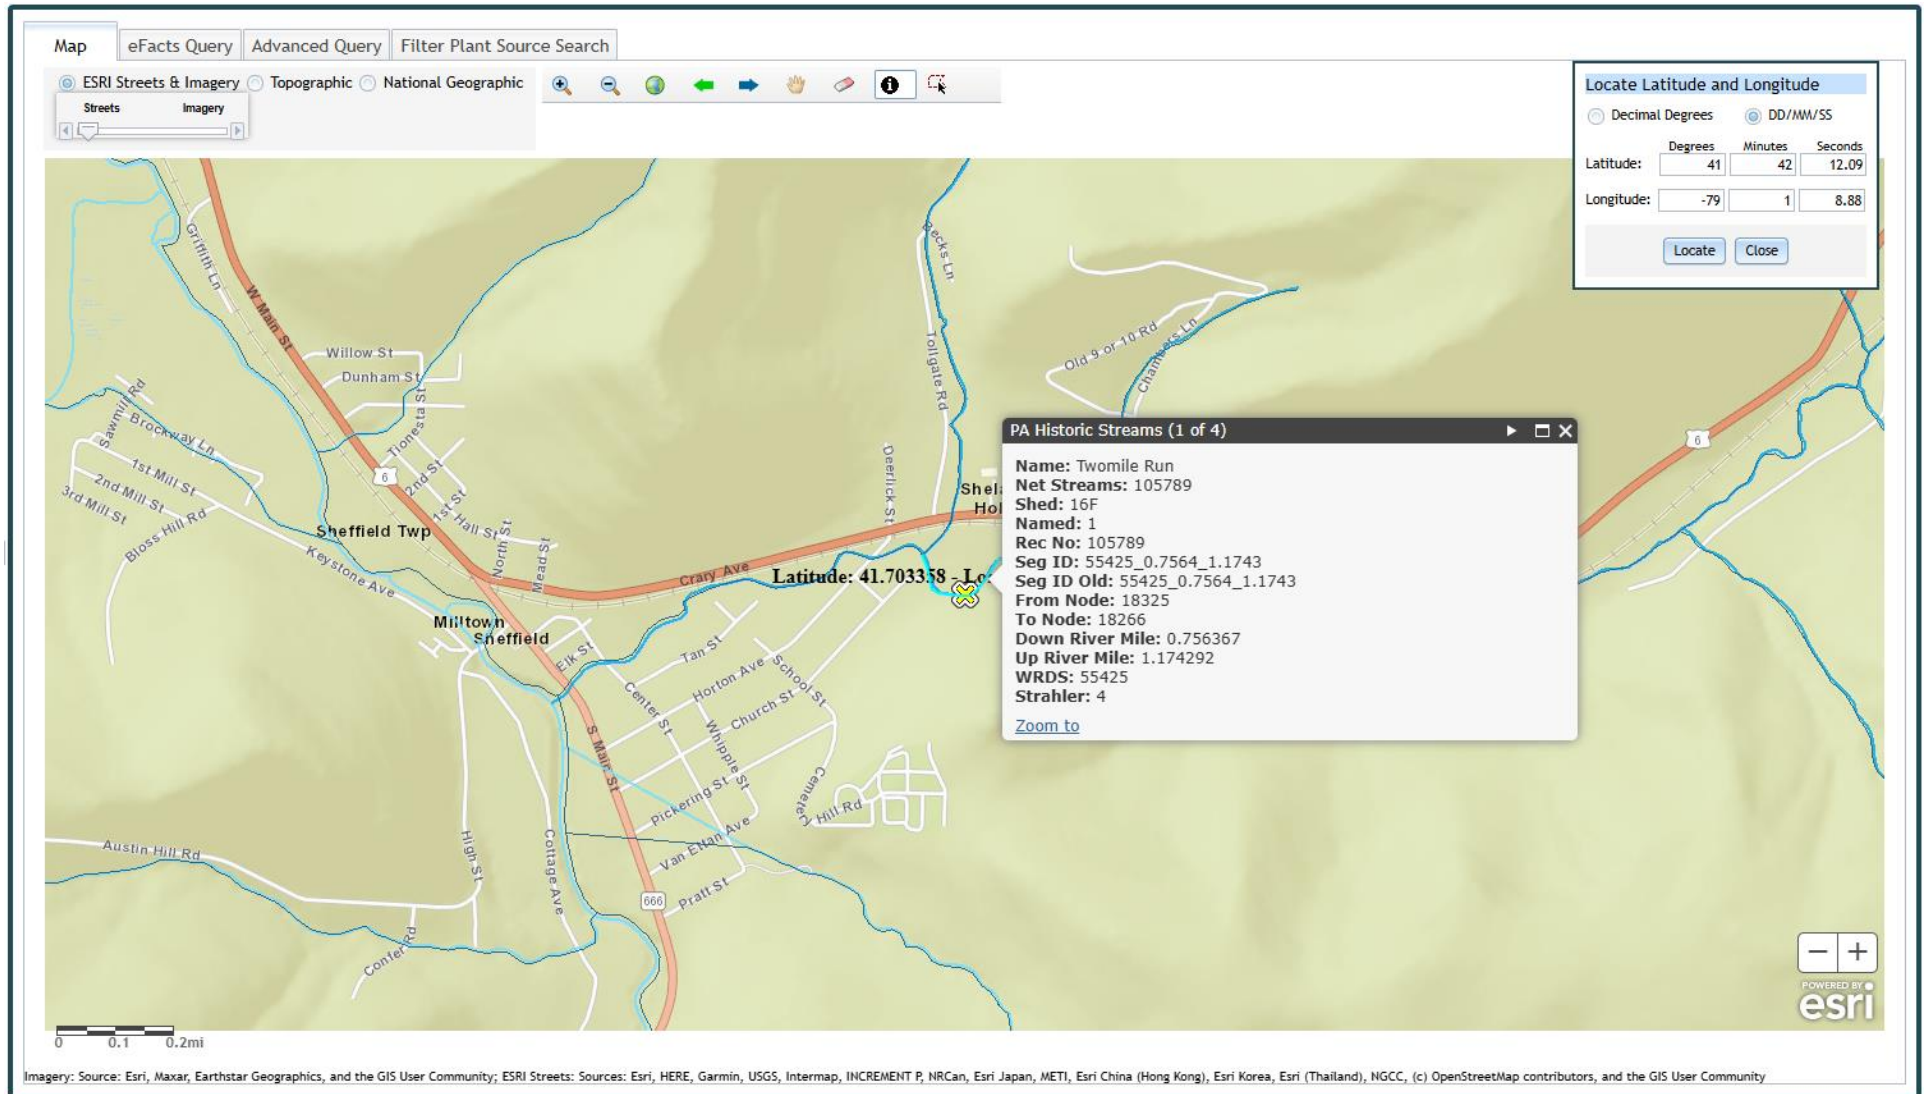 Map
eFacts Query
Advanced Query
Filter Plant Source Search
ESRI Streets & Imagery
Topographic
National Geographic
Streets
Imagery
Locate Latitude and Longitude
Decimal Degrees
DD/MM/SS
Degrees Minutes Seconds
Latitude: 41 42 12.09
Longitude: -79 1 8.88
Locate
Close
Griffith Ln
W Main St
Becks Ln
Tollgate Rd
Old 9 or 10 Rd
Chambers Ln
Willow St
Dunham St
Sawmill Rd
Brockway Ln
1st Mill St
2nd Mill St
3rd Mill St
Bloss Hill Rd
Tionesta St
2nd St
1st St
Hall St
North St
Mead St
6
6
Sheffield Twp
Keystone Ave
Deerlick St
Shel
Hol
Crary Ave
Latitude: 41.703358 - Lo
Milltown
Sheffield
Elk St
Tan St
Horton Ave
School St
Church St
Center St
Whipple St
S Main St
Pickering St
Van Ettan Ave
Pratt St
Cemetery Hill Rd
Austin Hill Rd
High St
Cottage Ave
Confer Rd
666
PA Historic Streams (1 of 4)
Name: Twomile Run
Net Streams: 105789
Shed: 16F
Named: 1
Rec No: 105789
Seg ID: 55425_0.7564_1.1743
Seg ID Old: 55425_0.7564_1.1743
From Node: 18325
To Node: 18266
Down River Mile: 0.756367
Up River Mile: 1.174292
WRDS: 55425
Strahler: 4
Zoom to
POWERED BY
esri
0 0.1 0.2mi
Imagery: Source: Esri, Maxar, Earthstar Geographics, and the GIS User Community; ESRI Streets: Sources: Esri, HERE, Garmin, USGS, Intermap, INCREMENT P, NRCan, Esri Japan, METI, Esri China (Hong Kong), Esri Korea, Esri (Thailand), NGCC, (c) OpenStreetMap contributors, and the GIS User Community